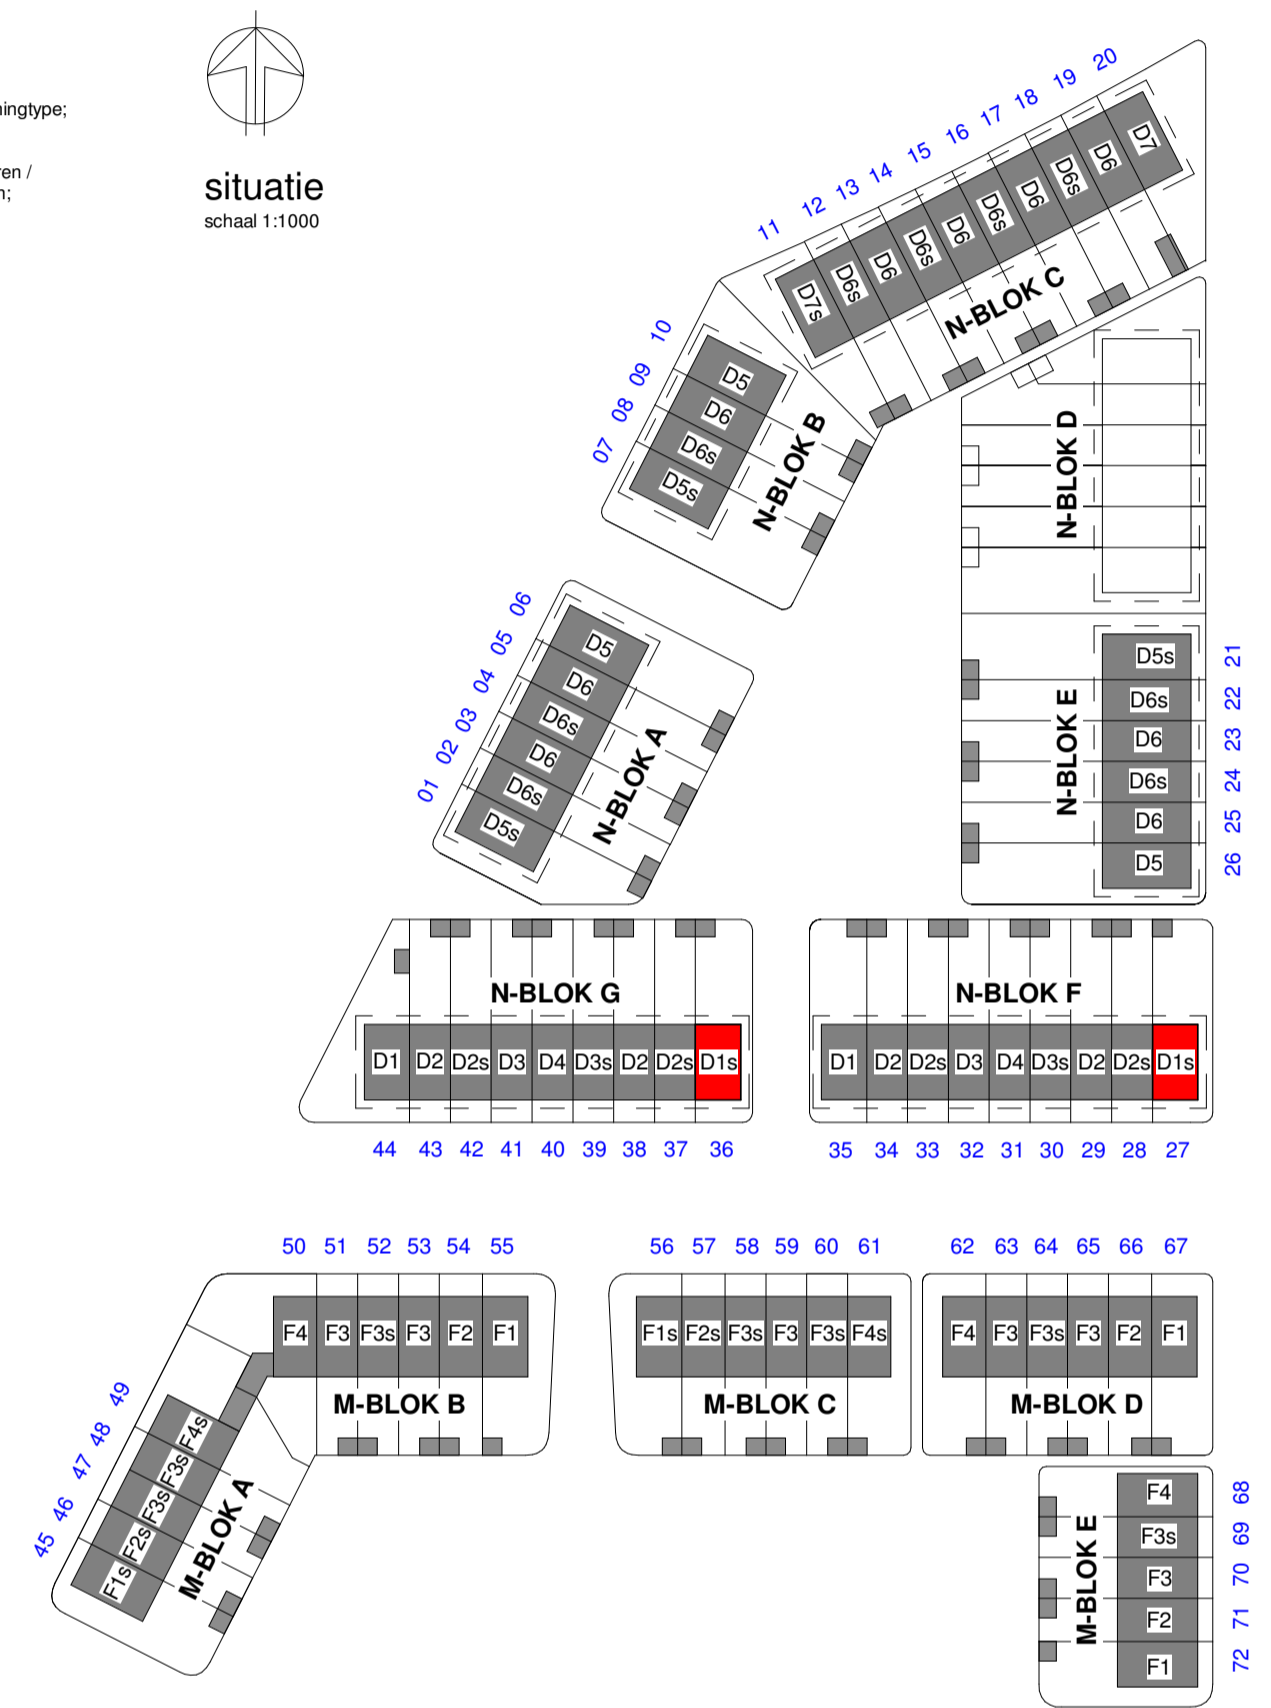 ningtype;
ren /
n;
situatie
schaal 1:1000
11 12 13 14 15 16 17 18 19 20
D7s D6s D6 D6s D6 D6s D6 D6s D6 D7
N-BLOK C
07 08 09 10
D5
D6
D6s
D5s
N-BLOK B
N-BLOK D
01 02 03 04 05 06
D5
D6
D6s
D6
D6s
D5s
N-BLOK A
D5s 21
D6s 22
D6 23
D6s 24
D6 25
D5 26
N-BLOK E
N-BLOK G
D1 D2 D2s D3 D4 D3s D2 D2s D1s
44 43 42 41 40 39 38 37 36
N-BLOK F
D1 D2 D2s D3 D4 D3s D2 D2s D1s
35 34 33 32 31 30 29 28 27
50 51 52 53 54 55
F4 F3 F3s F3 F2 F1
M-BLOK B
56 57 58 59 60 61
F1s F2s F3s F3 F3s F4s
M-BLOK C
62 63 64 65 66 67
F4 F3 F3s F3 F2 F1
M-BLOK D
45 46 47 48 49
F1s F2s F3s F3s F4s
M-BLOK A
F4 68
F3s 69
F3 70
F2 71
F1 72
M-BLOK E